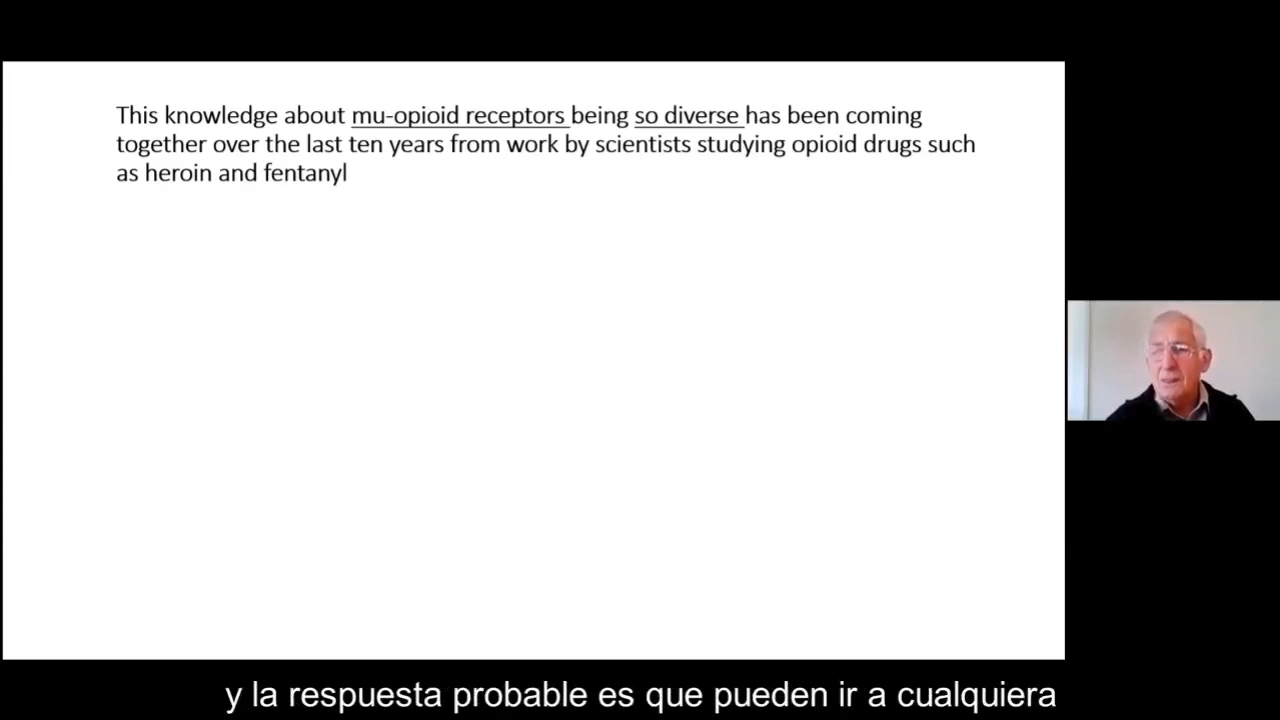 This knowledge about mu-opioid receptors being so diverse has been coming
together over the last ten years from work by scientists studying opioid drugs such
as heroin and fentanyl
y la respuesta probable es que pueden ir a cualquiera